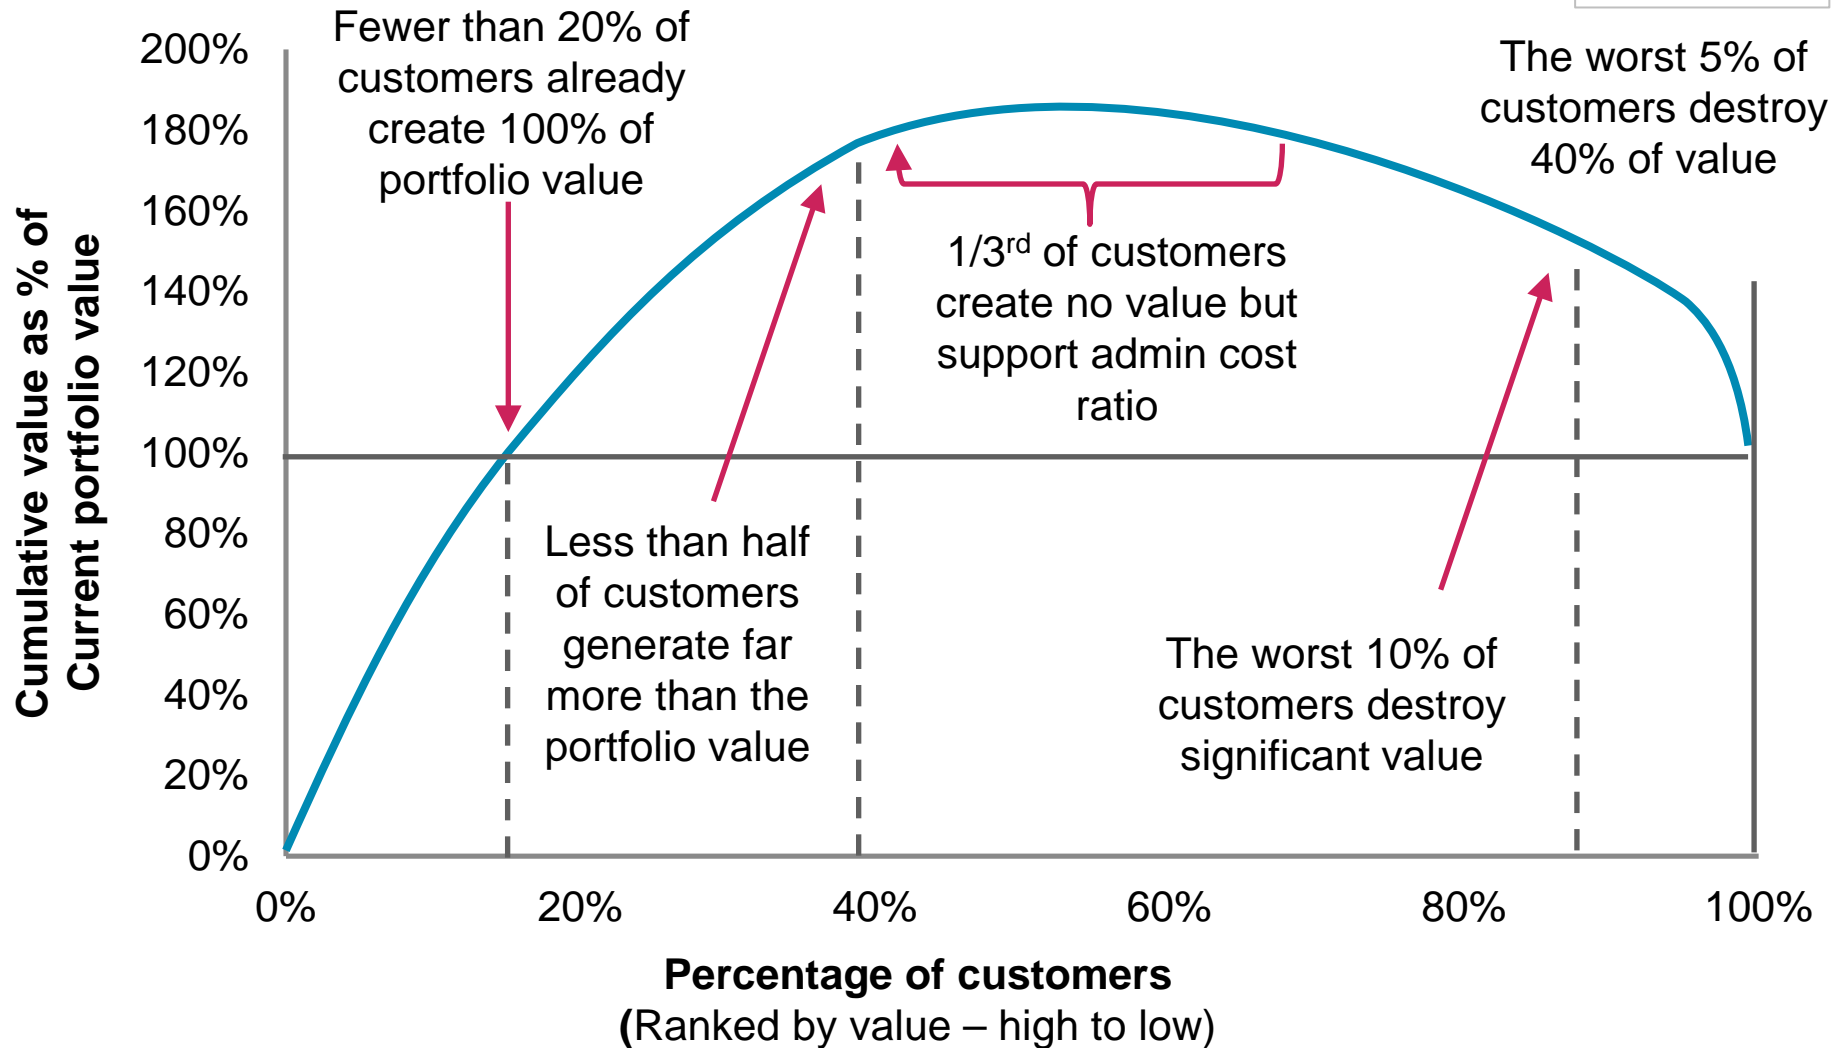 Fewer than 20% of
customers already
create 100% of
portfolio value
The worst 5% of
customers destroy
40% of value
1/3rd of customers
create no value but
support admin cost
ratio
Less than half
of customers
generate far
more than the
portfolio value
The worst 10% of
customers destroy
significant value
Cumulative value as % of
Current portfolio value
200%
180%
160%
140%
120%
100%
80%
60%
40%
20%
0%
0%
20%
40%
60%
80%
100%
Percentage of customers
(Ranked by value – high to low)